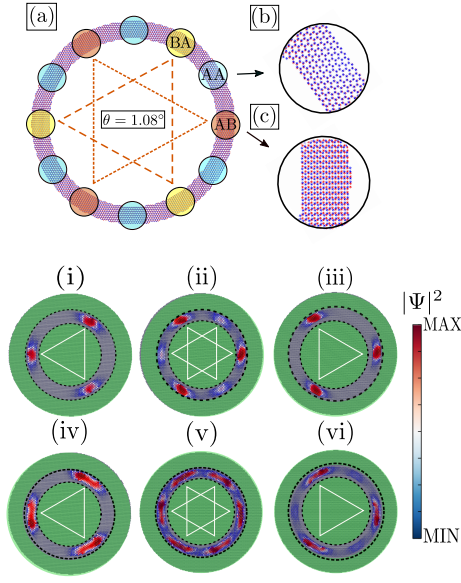 (a)
BA
(b)
AA
θ = 1.08°
(c)
AB
(i)
(ii)
(iii)
|Ψ|²
MAX
(iv)
(v)
(vi)
MIN